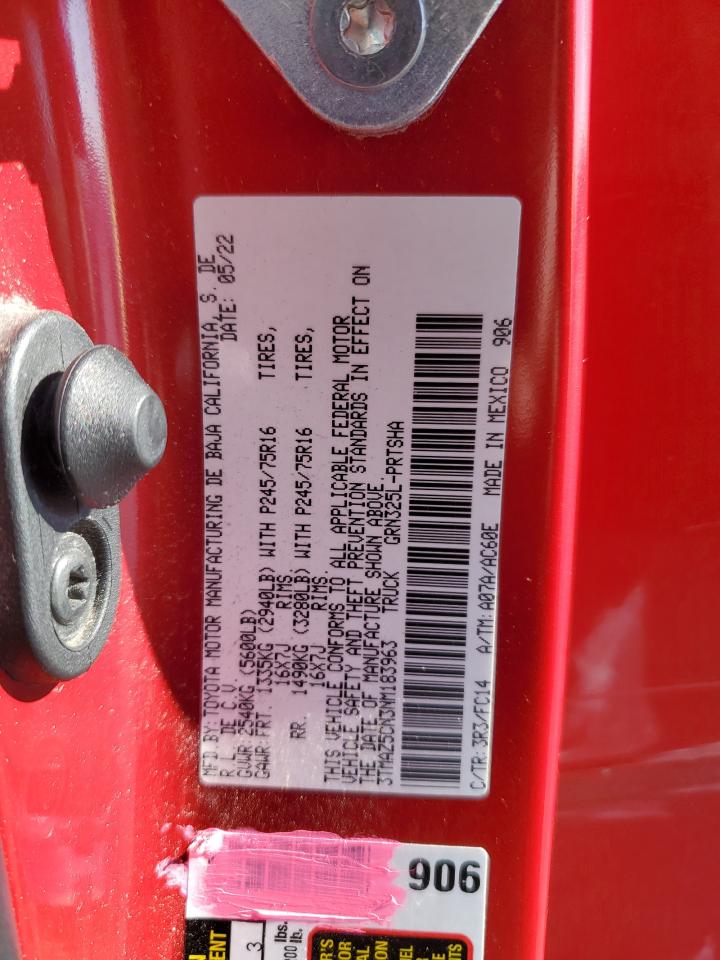 MFD BY: TOYOTA MOTOR MANUFACTURING DE BAJA CALIFORNIA, S. DE
R. L. DE C.V. DATE: 05/22
GVWR: 2540KG (5600LB)
GAWR: FRT. 1335KG (2940LB) WITH P245/75R16 TIRES,
16X7J RIMS
RR. 1490KG (3280LB) WITH P245/75R16 TIRES,
16X7J RIMS.
THIS VEHICLE CONFORMS TO ALL APPLICABLE FEDERAL MOTOR
VEHICLE SAFETY AND THEFT PREVENTION STANDARDS IN EFFECT ON
THE DATE OF MANUFACTURE SHOWN ABOVE.
3TMAZ5CN3NM183963 TRUCK GRN325L-PRTSHA
C/TR: 3R3/FC14 A/TM: A07A/AC60E MADE IN MEXICO 906
906
3
lbs.